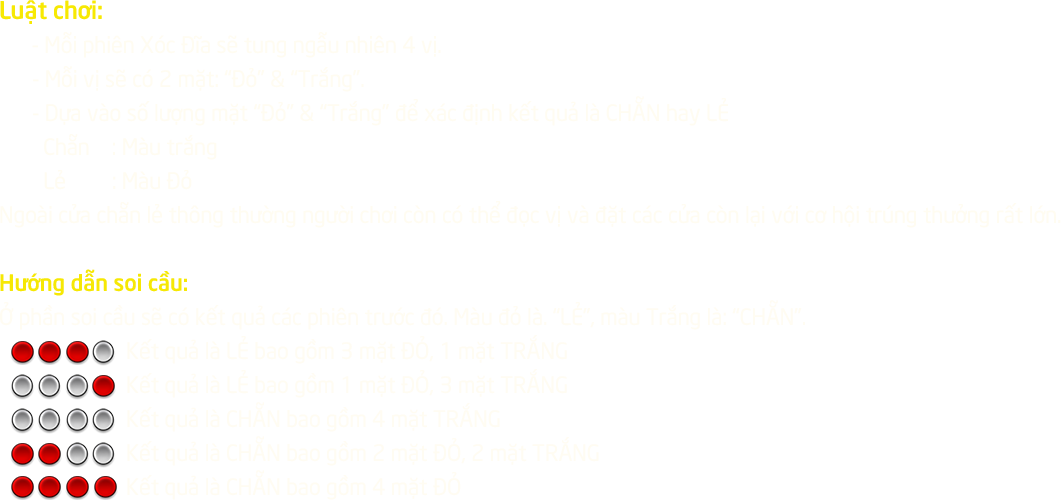 Luật chơi:
- Mỗi phiên Xóc Đĩa sẽ tung ngẫu nhiên 4 vị
- Mỗi vị sẽ có 2 mặt "Đỏ" & "Trắng"
- Dựa vào số lượng mặt "Đỏ" & "Trắng" để xác định kết quả là CHẴN hay LẺ
Chẵn Màu trắng
Lẻ Màu Đỏ
Ngoài cửa chẵn lẻ thông thường người chơi còn có thể đọc vị và đặt các cửa còn lại với cơ hội trúng thưởng rất lớn
Hướng dẫn soi cầu:
Ở phần soi cầu sẽ có kết quả các phiên trước đó. Màu đỏ là: "LẺ", màu Trắng là: "CHẴN".
Kết quả là LẺ bao gồm 3 mặt ĐỎ, 1 mặt TRẮNG
Kết quả là LẺ bao gồm 1 mặt ĐỎ, 3 mặt TRẮNG
Kết quả là CHẴN bao gồm 4 mặt TRẮNG
Kết quả là CHẴN bao gồm 2 mặt ĐỎ, 2 mặt TRẮNG
Kết quả là CHẴN bao gồm 4 mặt ĐỎ